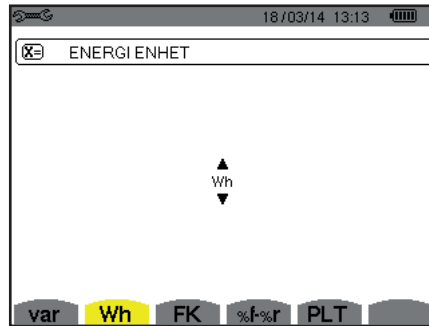 18/03/14 13:13
X= ENERGI ENHET
Wh
var Wh FK %f-%r PLT